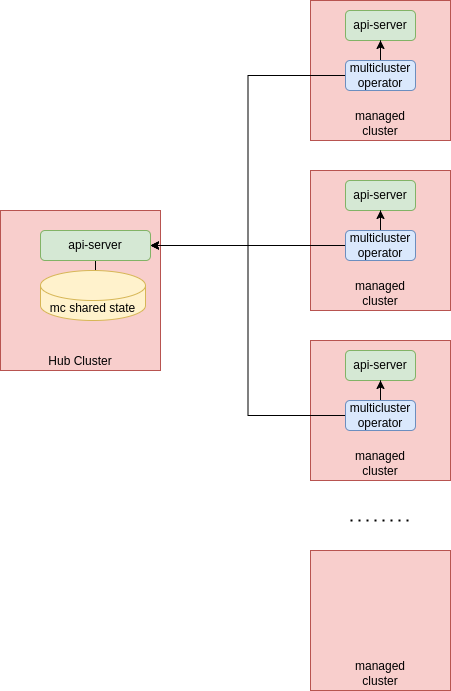 api-server
multicluster
operator
managed
cluster
api-server
multicluster
operator
managed
cluster
api-server
mc shared state
Hub Cluster
api-server
multicluster
operator
managed
cluster
........
managed
cluster